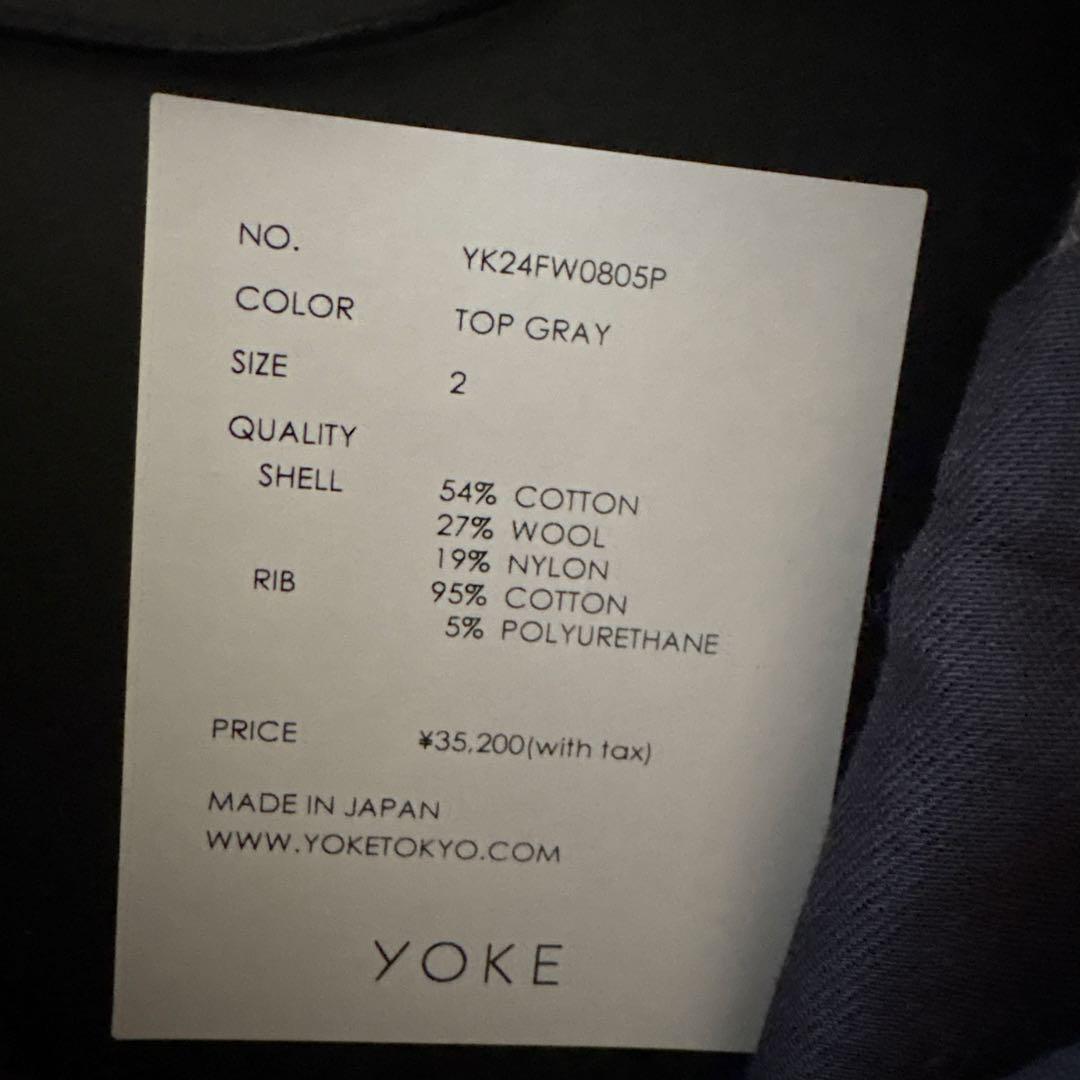 NO. YK24FW0805P
COLOR TOP GRAY
SIZE 2
QUALITY
SHELL 54% COTTON
27% WOOL
19% NYLON
RIB 95% COTTON
5% POLYURETHANE
PRICE ¥35,200(with tax)
MADE IN JAPAN
WWW.YOKETOKYO.COM
YOKE